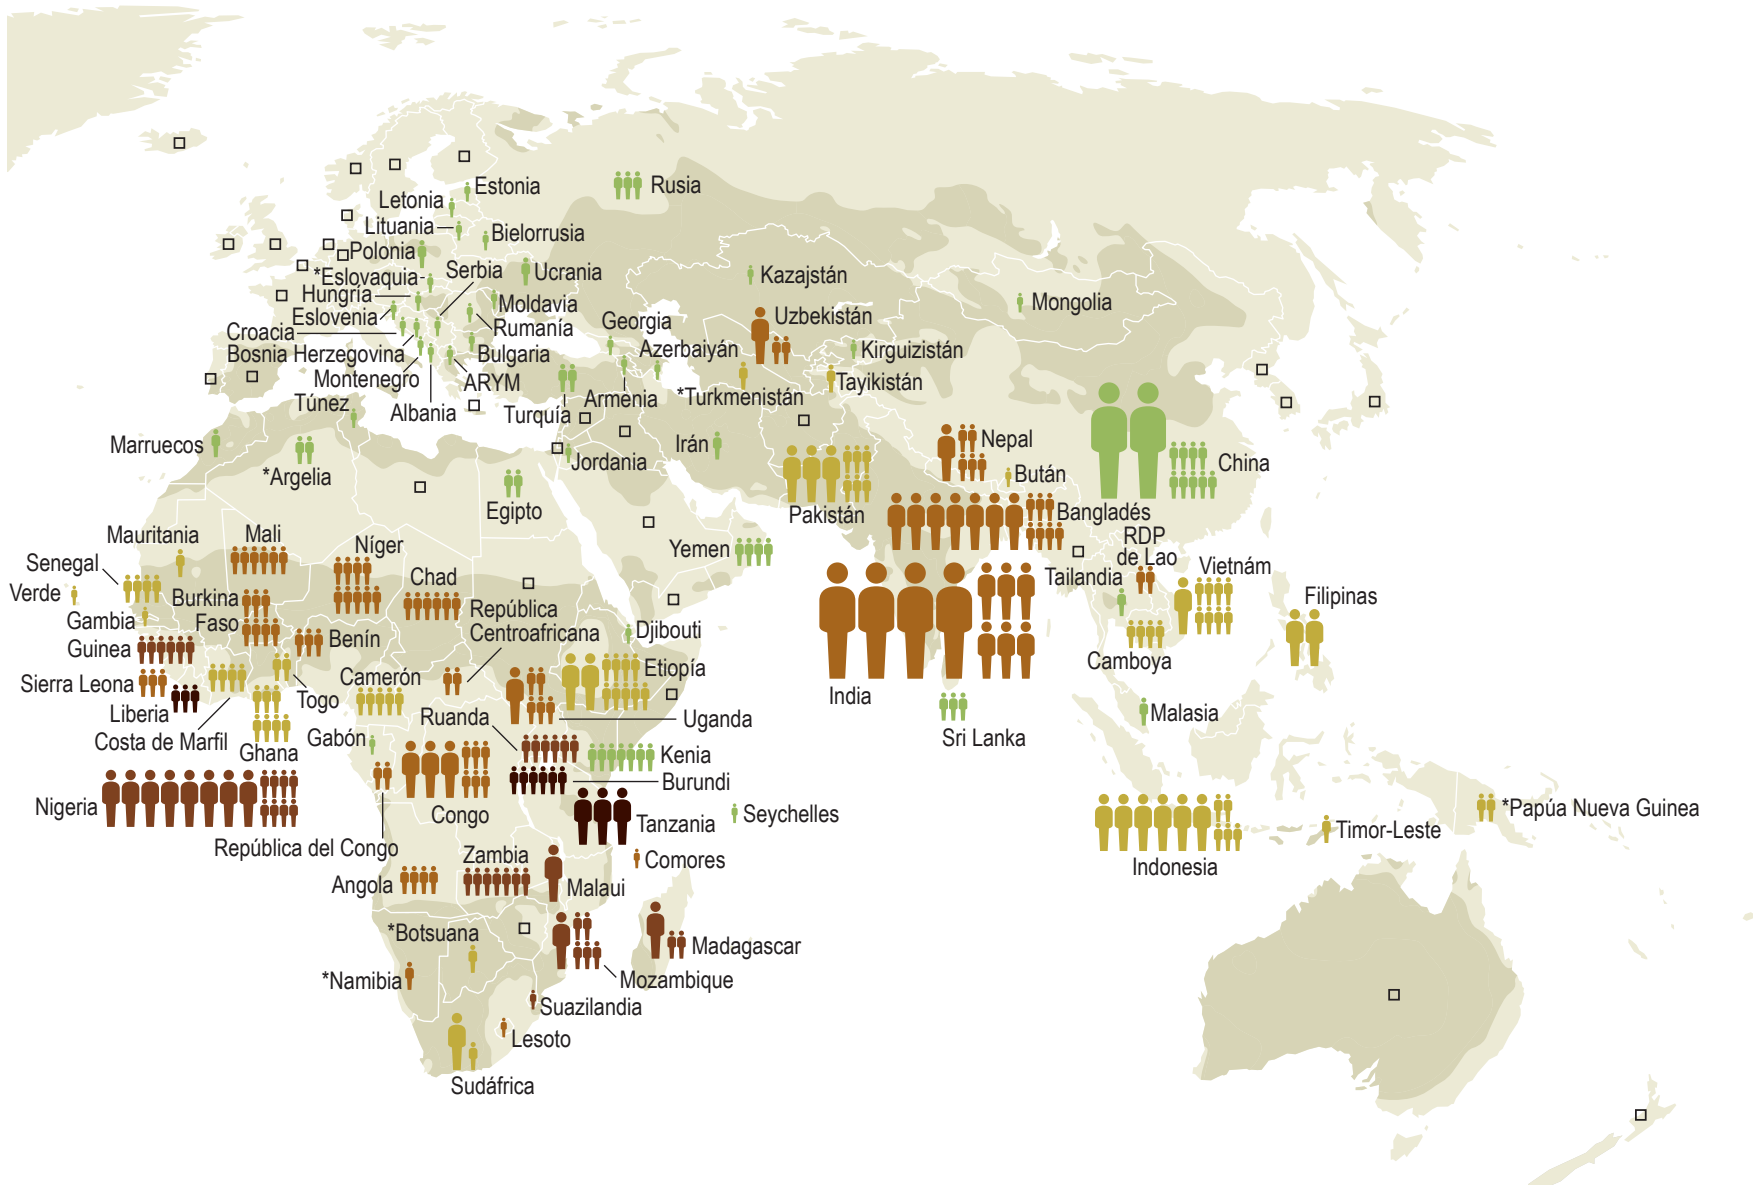 Estonia
Rusia
Letonia
Lituania
Bielorrusia
Polonia
Serbia
Ucrania
*Eslovaquia
Kazajstán
Hungría
Moldavia
Mongolia
Eslovenia
Rumanía
Georgia
Uzbekistán
Croacia
Azerbaiyán
Kirguizistán
Bosnia Herzegovina
Bulgaria
Montenegro
ARYM
Tayikistán
Túnez
Albania
Turquía
Armenia
*Turkmenistán
Marruecos
Irán
Nepal
*Argelia
Jordania
Bután
China
Egipto
Pakistán
Bangladés
Mauritania
Mali
Níger
Yemen
RDP
de Lao
Senegal
Chad
Tailandia
Vietnám
Verde
Burkina
Faso
República
Centroafricana
Filipinas
Gambia
Djibouti
Guinea
Benín
Etiopía
Camboya
Sierra Leona
Camerón
India
Liberia
Togo
Ruanda
Uganda
Malasia
Costa de Marfil
Ghana
Gabón
Kenia
Sri Lanka
Burundi
Nigeria
Congo
Tanzania
Seychelles
*Papúa Nueva Guinea
República del Congo
Zambia
Comores
Timor-Leste
Indonesia
Angola
Malaui
*Botsuana
Madagascar
*Namibia
Mozambique
Suazilandia
Lesoto
Sudáfrica